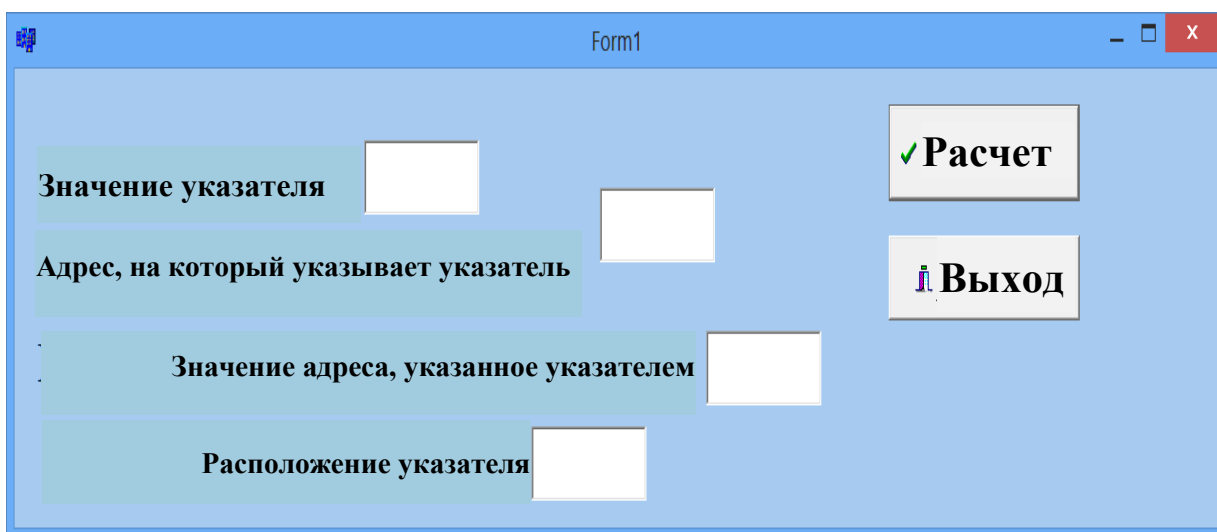 Form1
Значение указателя
Адрес, на который указывает указатель
Значение адреса, указанное указателем
Расположение указателя
Расчет
Выход